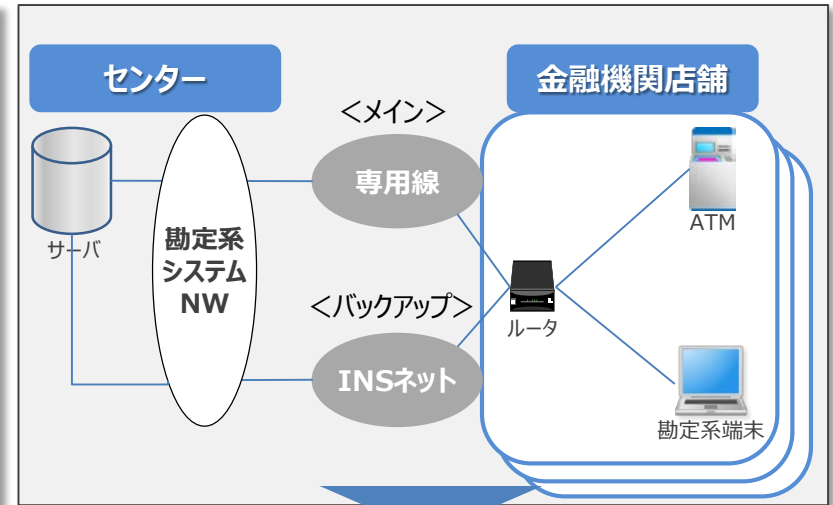 センター
金融機関店舗
＜メイン＞
専用線
ATM
サーバ
勘定系
システム
NW
＜バックアップ＞
ルータ
INSネット
勘定系端末